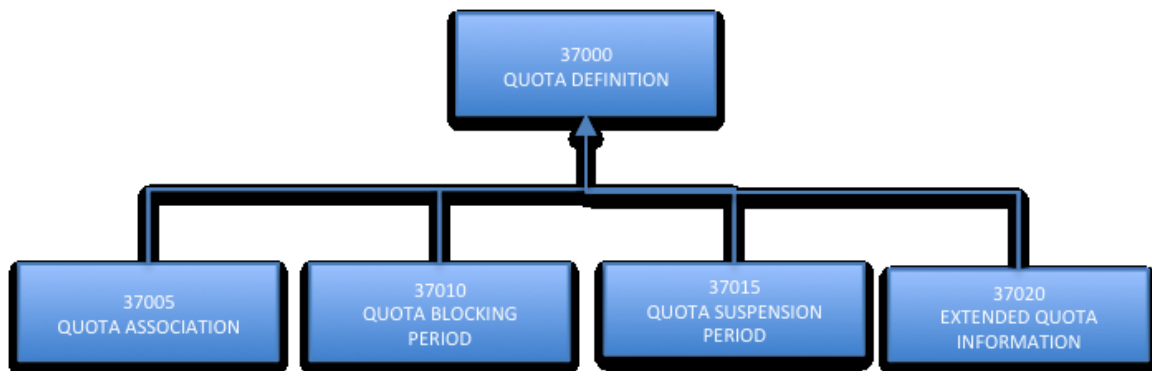 37000
QUOTA DEFINITION
37005
QUOTA ASSOCIATION
37010
QUOTA BLOCKING
PERIOD
37015
QUOTA SUSPENSION
PERIOD
37020
EXTENDED QUOTA
INFORMATION